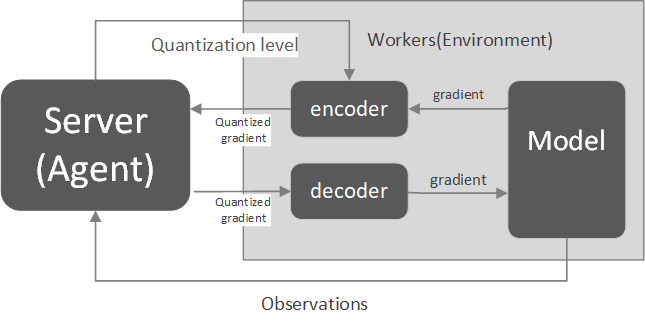 Quantization level
Workers(Environment)
Server
(Agent)
encoder
gradient
Quantized
gradient
Model
decoder
gradient
Quantized
gradient
Observations